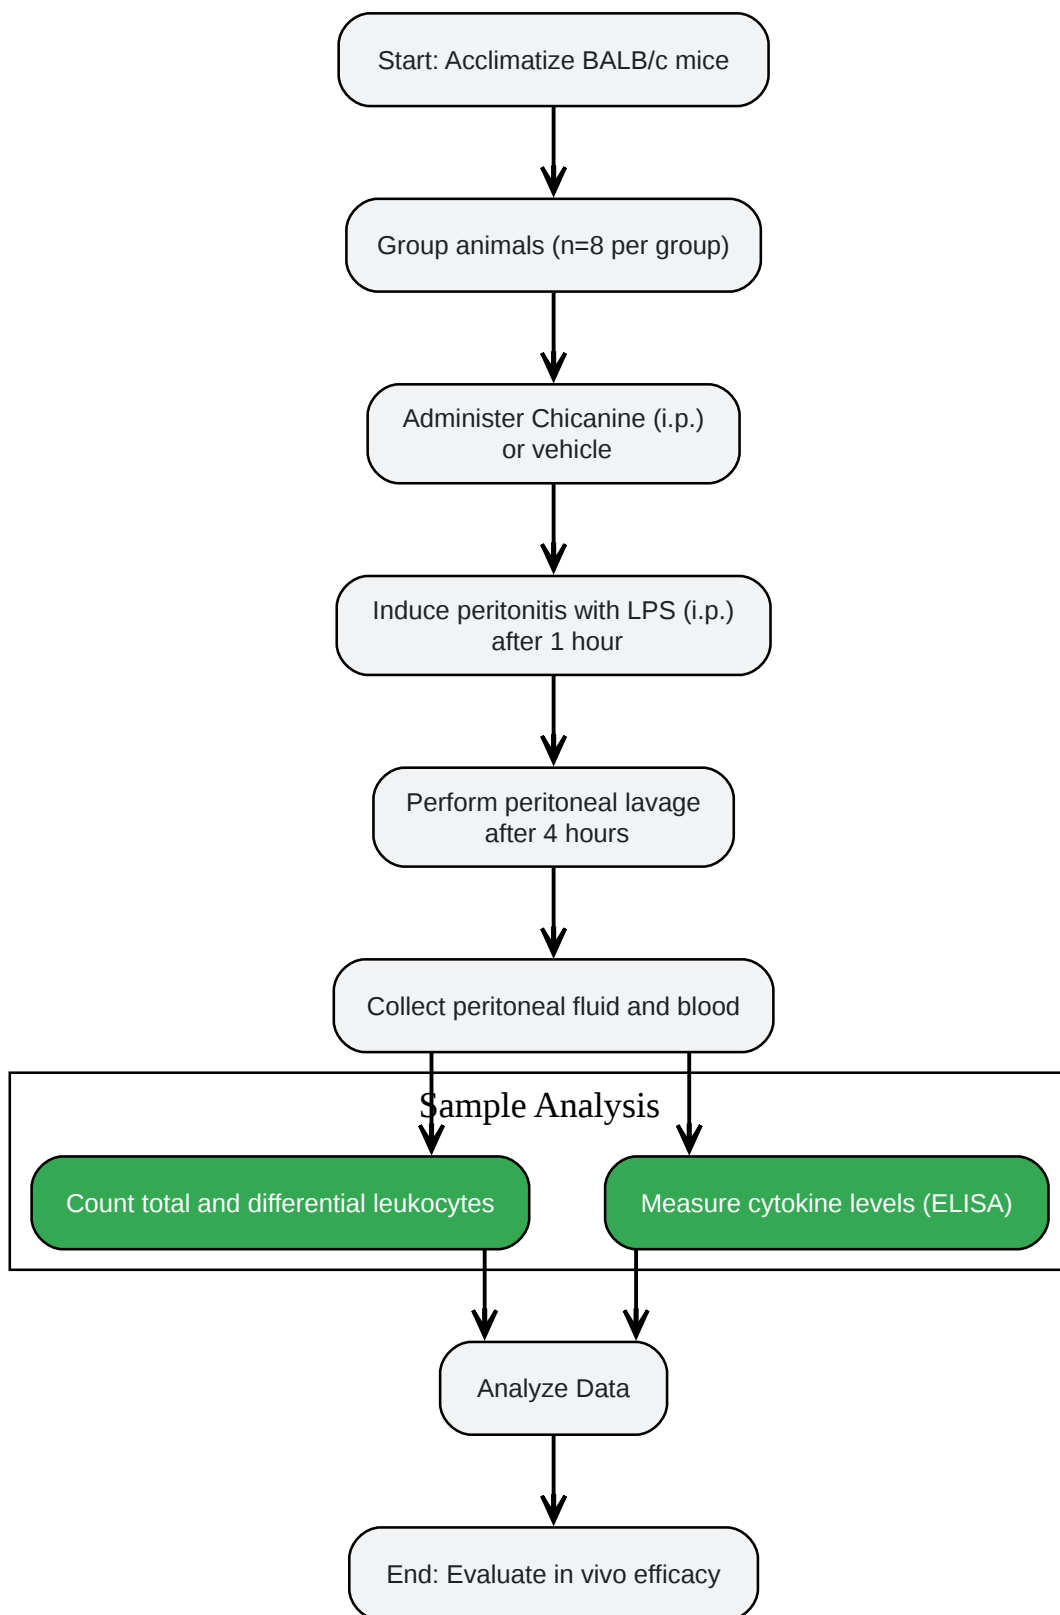 Start: Acclimatize BALB/c mice
Group animals (n=8 per group)
Administer Chicanine (i.p.)
or vehicle
Induce peritonitis with LPS (i.p.)
after 1 hour
Perform peritoneal lavage
after 4 hours
Collect peritoneal fluid and blood
Sample Analysis
Count total and differential leukocytes
Measure cytokine levels (ELISA)
Analyze Data
End: Evaluate in vivo efficacy